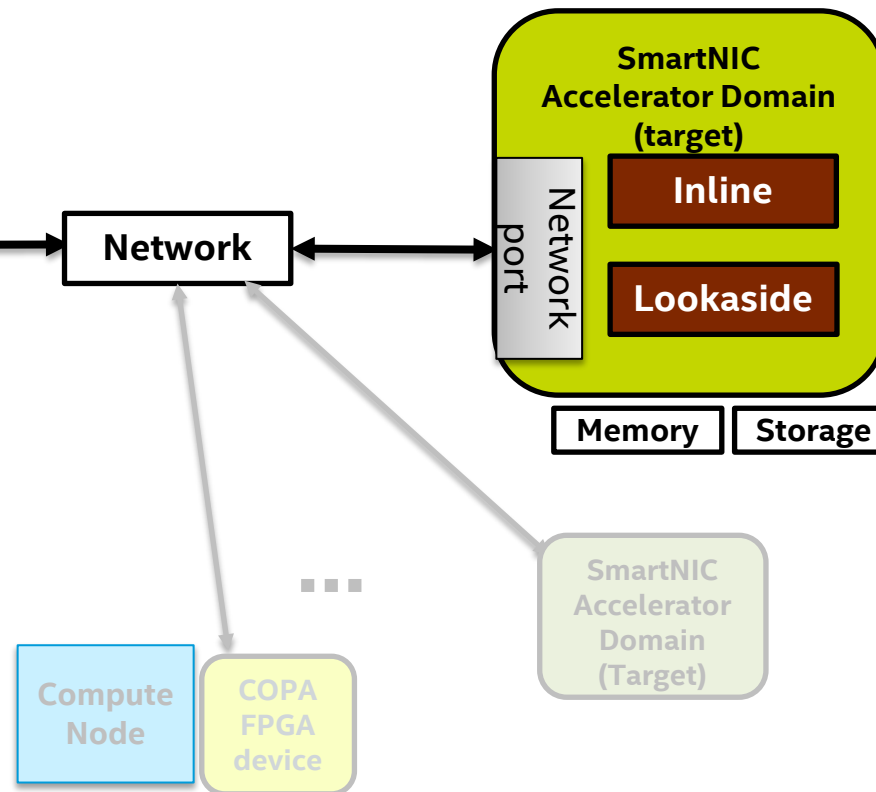 SmartNIC
Accelerator Domain
(target)
Inline
Network
port
Network
Lookaside
Memory
Storage
...
SmartNIC
Accelerator
Domain
(Target)
Compute
Node
COPA
FPGA
device